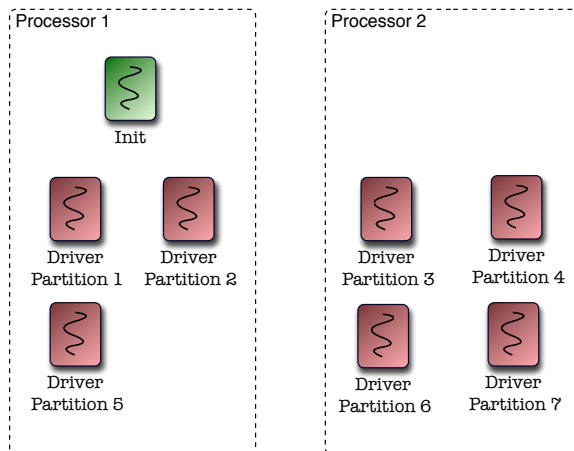 Processor 1
Init
Driver
Partition 1
Driver
Partition 2
Driver
Partition 5
Processor 2
Driver
Partition 3
Driver
Partition 4
Driver
Partition 6
Driver
Partition 7